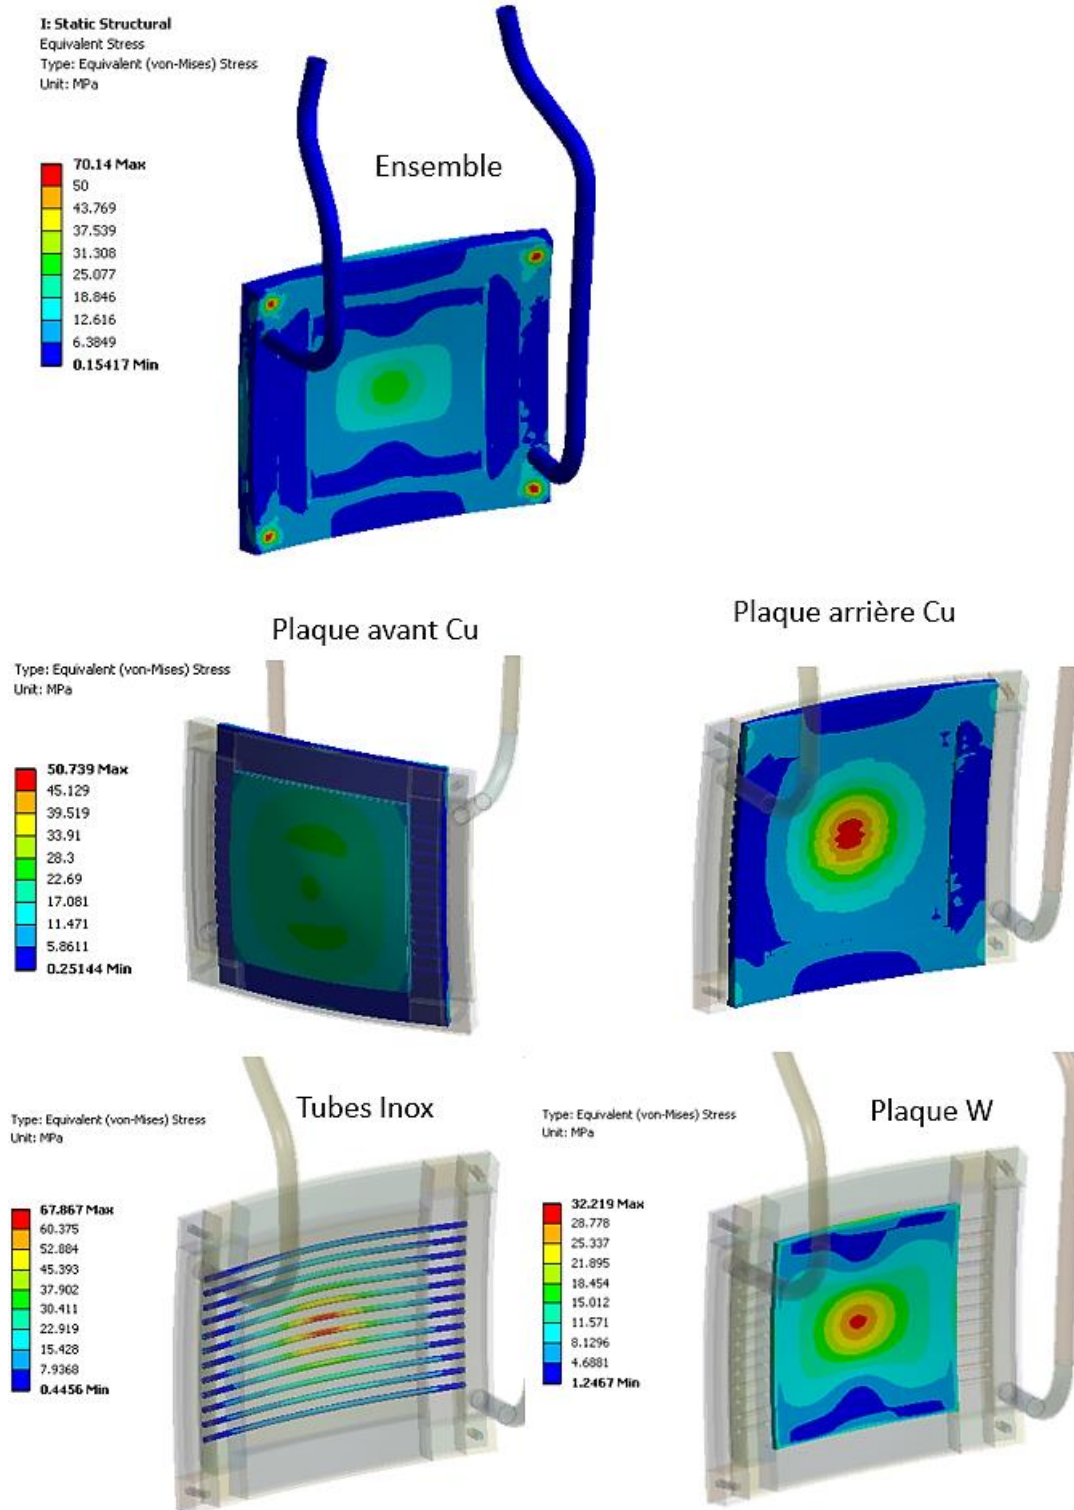 I: Static Structural
Equivalent Stress
Type: Equivalent (von-Mises) Stress
Unit: MPa
70.14 Max
50
43.769
37.539
31.308
25.077
18.846
12.616
6.3849
0.15417 Min
Ensemble
Plaque avant Cu
Type: Equivalent (von-Mises) Stress
Unit: MPa
50.739 Max
45.129
39.519
33.91
28.3
22.69
17.081
11.471
5.8611
0.25144 Min
Plaque arrière Cu
Tubes Inox
Type: Equivalent (von-Mises) Stress
Unit: MPa
67.867 Max
60.375
52.884
45.393
37.902
30.411
22.919
15.428
7.9368
0.4456 Min
Plaque W
Type: Equivalent (von-Mises) Stress
Unit: MPa
32.219 Max
28.778
25.337
21.895
18.454
15.012
11.571
8.1296
4.6881
1.2467 Min